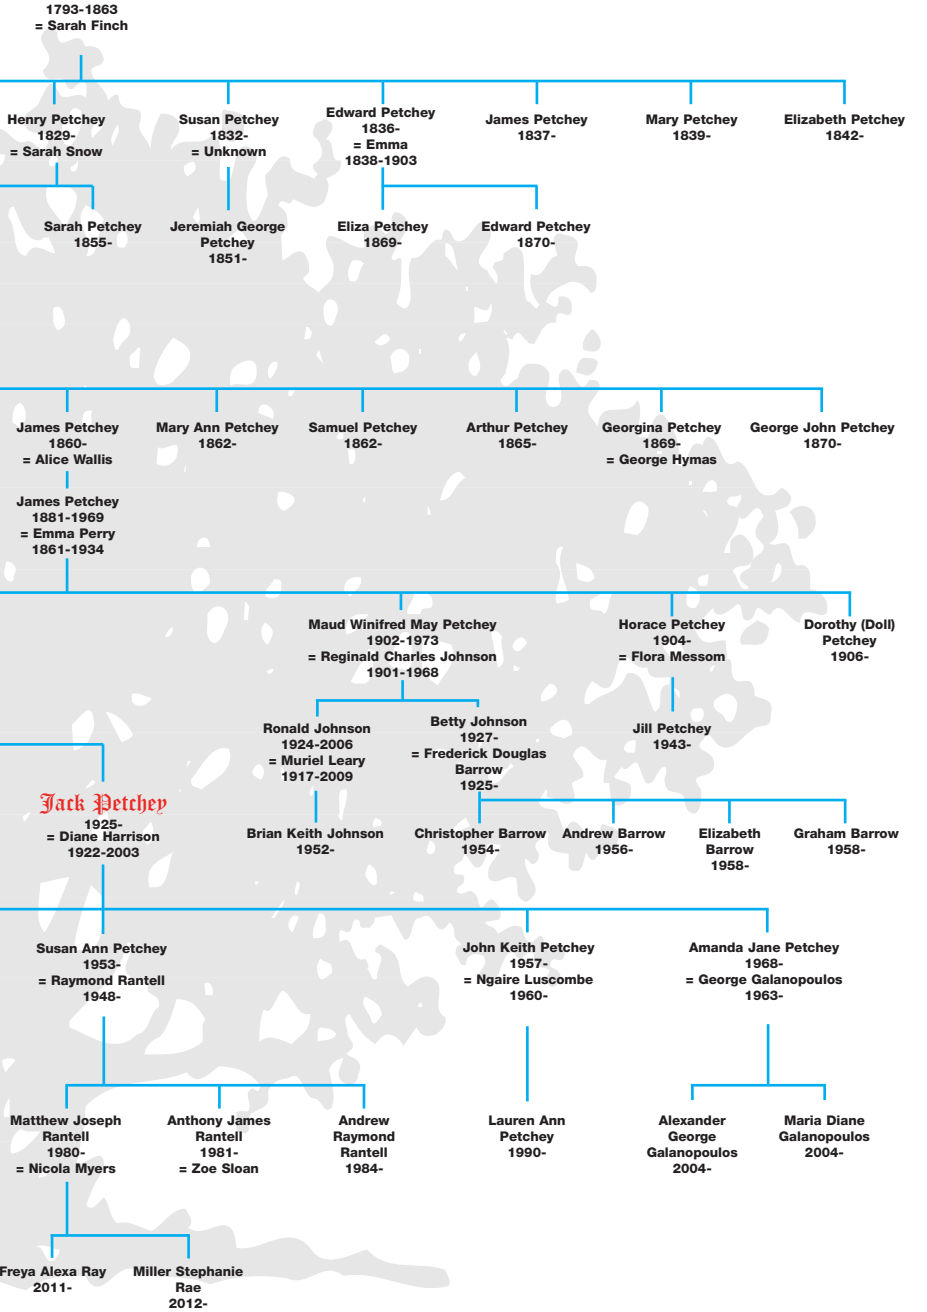 1793-1863
= Sarah Finch
Henry Petchey
1829-
= Sarah Snow
Susan Petchey
1832-
= Unknown
Edward Petchey
1836-
= Emma
1838-1903
James Petchey
1837-
Mary Petchey
1839-
Elizabeth Petchey
1842-
Sarah Petchey
1855-
Jeremiah George
Petchey
1851-
Eliza Petchey
1869-
Edward Petchey
1870-
James Petchey
1860-
= Alice Wallis
Mary Ann Petchey
1862-
Samuel Petchey
1862-
Arthur Petchey
1865-
Georgina Petchey
1869-
= George Hymas
George John Petchey
1870-
James Petchey
1881-1969
= Emma Perry
1861-1934
Maud Winifred May Petchey
1902-1973
= Reginald Charles Johnson
1901-1968
Horace Petchey
1904-
= Flora Messom
Dorothy (Doll)
Petchey
1906-
Ronald Johnson
1924-2006
= Muriel Leary
1917-2009
Betty Johnson
1927-
= Frederick Douglas
Barrow
1925-
Jill Petchey
1943-
Jack Petchey
1925-
= Diane Harrison
1922-2003
Brian Keith Johnson
1952-
Christopher Barrow
1954-
Andrew Barrow
1956-
Elizabeth
Barrow
1958-
Graham Barrow
1958-
Susan Ann Petchey
1953-
= Raymond Rantell
1948-
John Keith Petchey
1957-
= Ngaire Luscombe
1960-
Amanda Jane Petchey
1968-
= George Galanopoulos
1963-
Matthew Joseph
Rantell
1980-
= Nicola Myers
Anthony James
Rantell
1981-
= Zoe Sloan
Andrew
Raymond
Rantell
1984-
Lauren Ann
Petchey
1990-
Alexander
George
Galanopoulos
2004-
Maria Diane
Galanopoulos
2004-
Freya Alexa Ray
2011-
Miller Stephanie
Rae
2012-